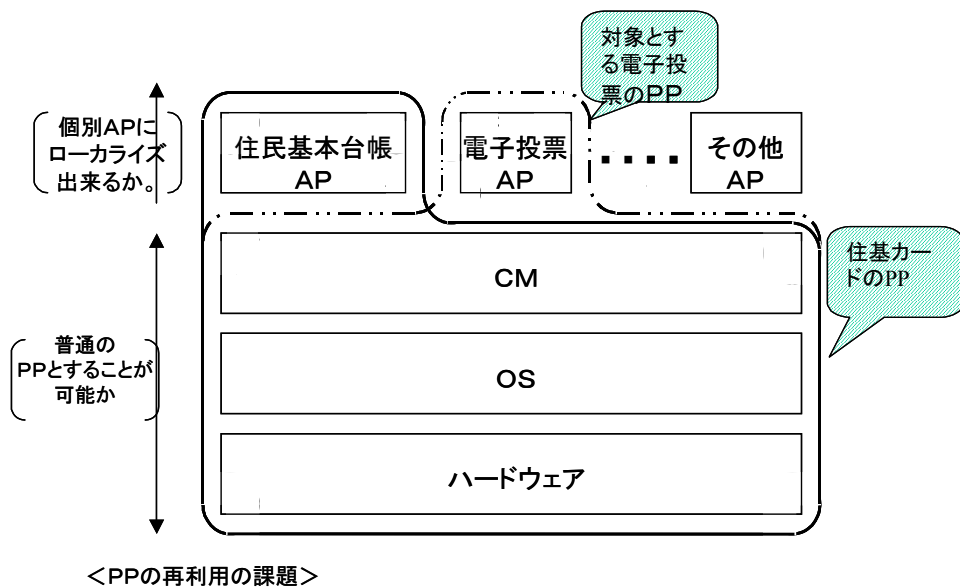 対象とす
る電子投
票のPP
個別APに
ローカライズ
出来るか。
住民基本台帳
AP
電子投票
AP
その他
AP
住基カー
ドのPP
CM
普通の
PPとすることが
可能か
OS
ハードウェア
＜PPの再利用の課題＞